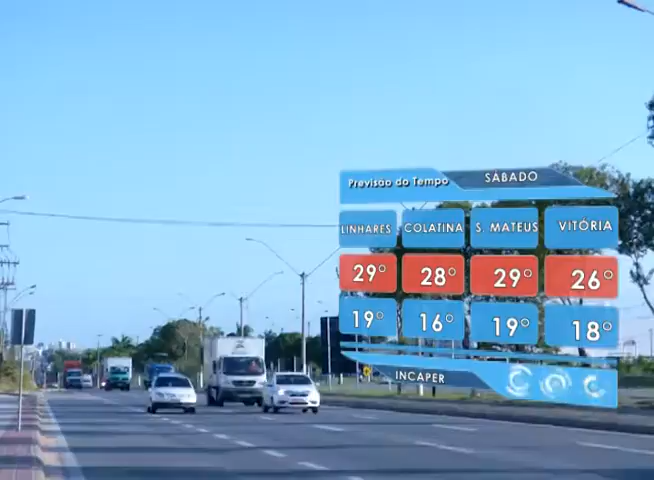 Previsão do Tempo SÁBADO
LINHARES COLATINA S. MATEUS VITÓRIA
29° 28° 29° 26°
19° 16° 19° 18°
INCAPER